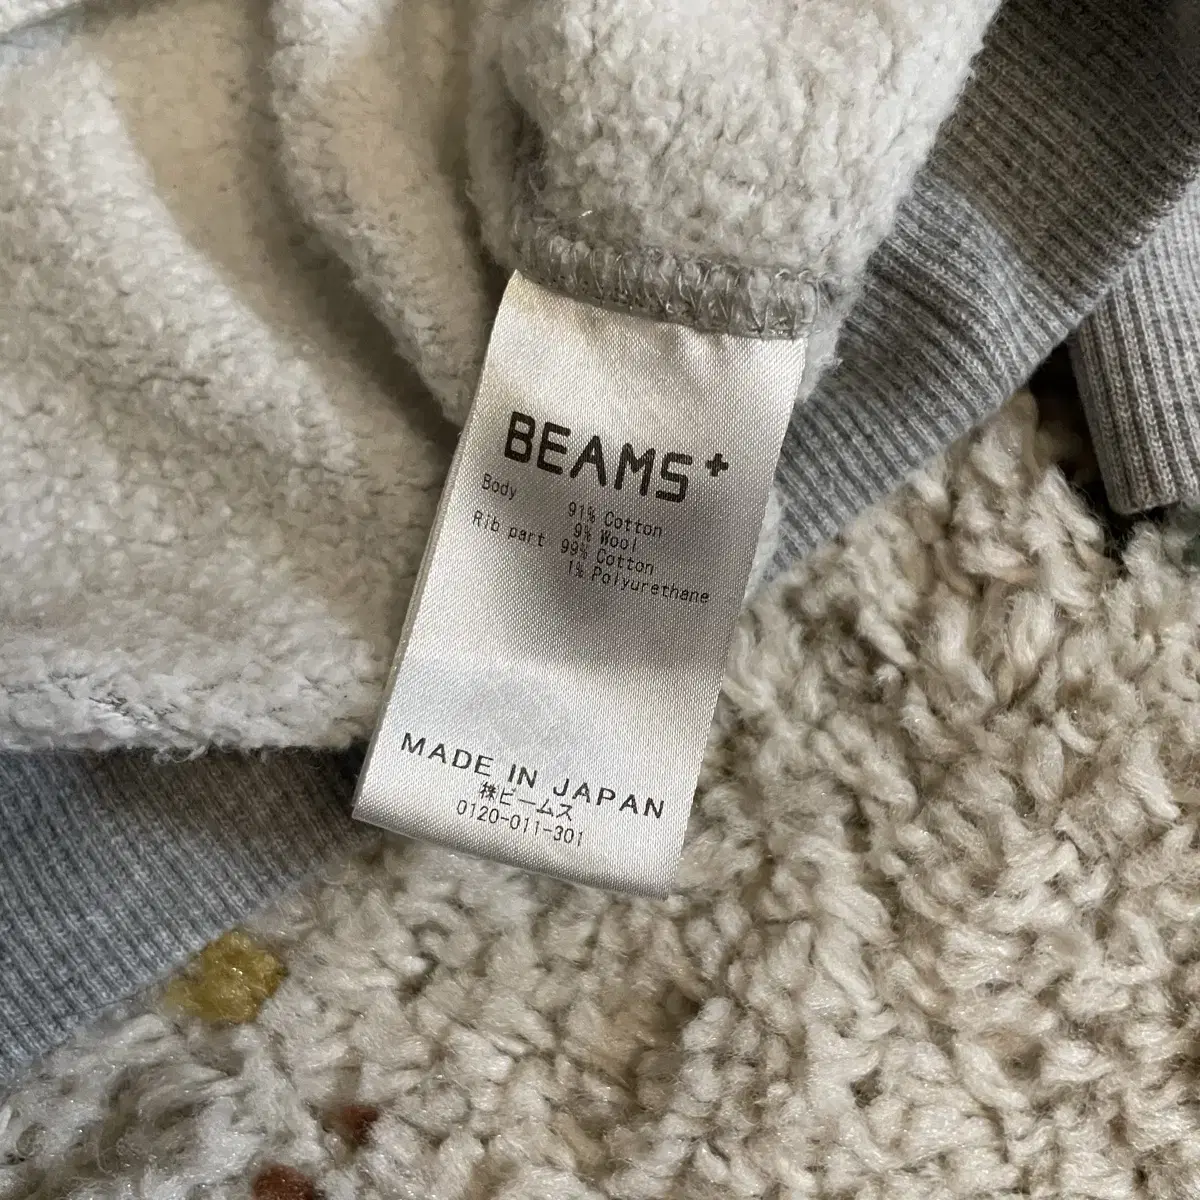 BEAMS+
Body 91% Cotton
9% Wool
Rib part 99% Cotton
1% Polyurethane
MADE IN JAPAN
㈱ビームス
0120-011-301